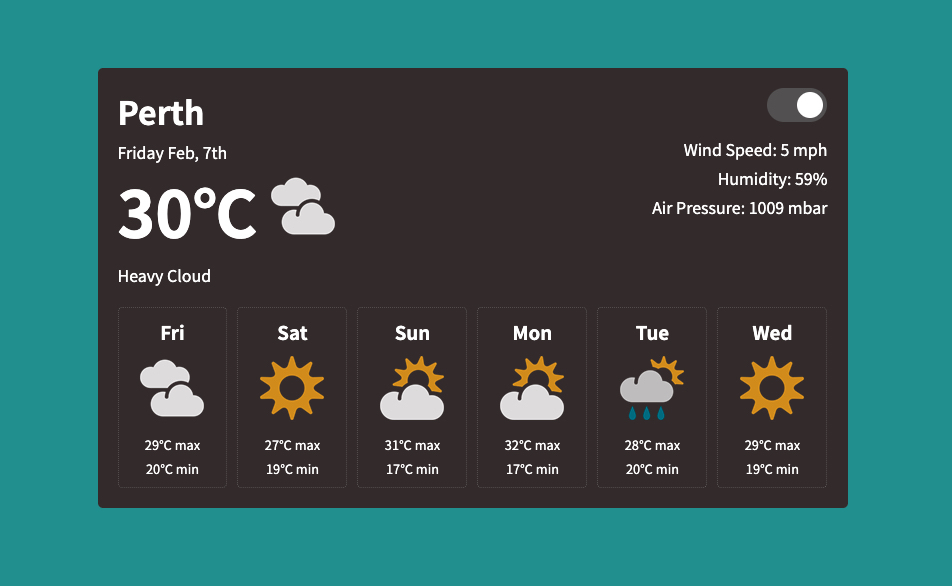 Perth
Friday Feb, 7th
30°C
Heavy Cloud
Wind Speed: 5 mph
Humidity: 59%
Air Pressure: 1009 mbar
Fri
29°C max
20°C min
Sat
27°C max
19°C min
Sun
31°C max
17°C min
Mon
32°C max
17°C min
Tue
28°C max
20°C min
Wed
29°C max
19°C min